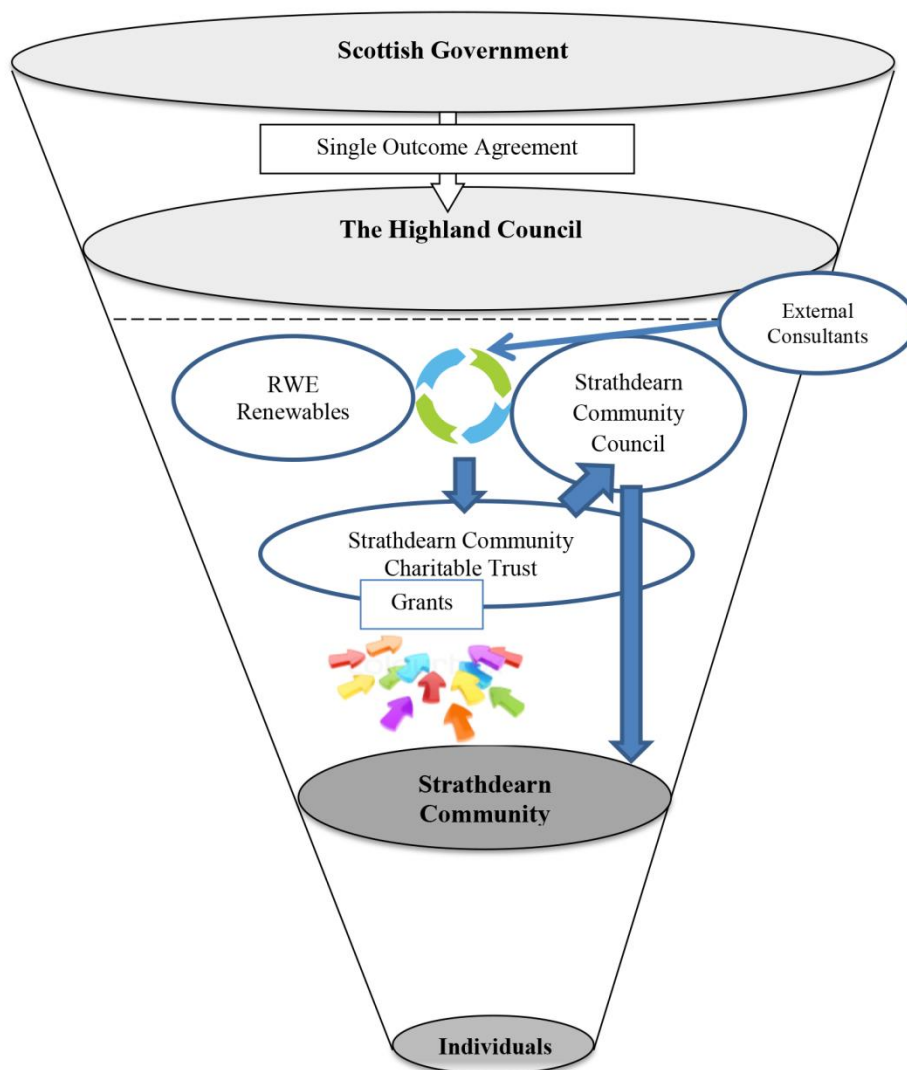 Scottish Government
Single Outcome Agreement
The Highland Council
External
Consultants
RWE
Renewables
Strathdearn
Community
Council
Strathdearn Community
Charitable Trust
Grants
Strathdearn
Community
Individuals